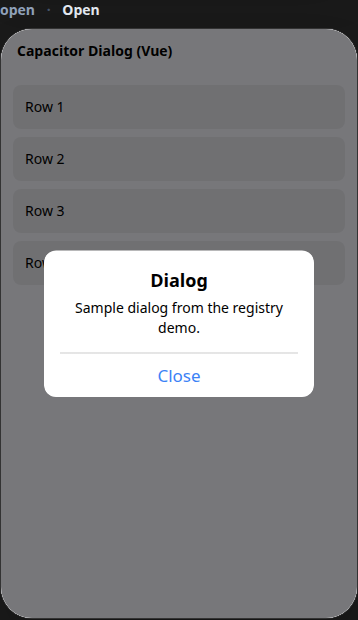 open · Open
Capacitor Dialog (Vue)
Row 1
Row 2
Row 3
Dialog
Sample dialog from the registry
demo.
Close